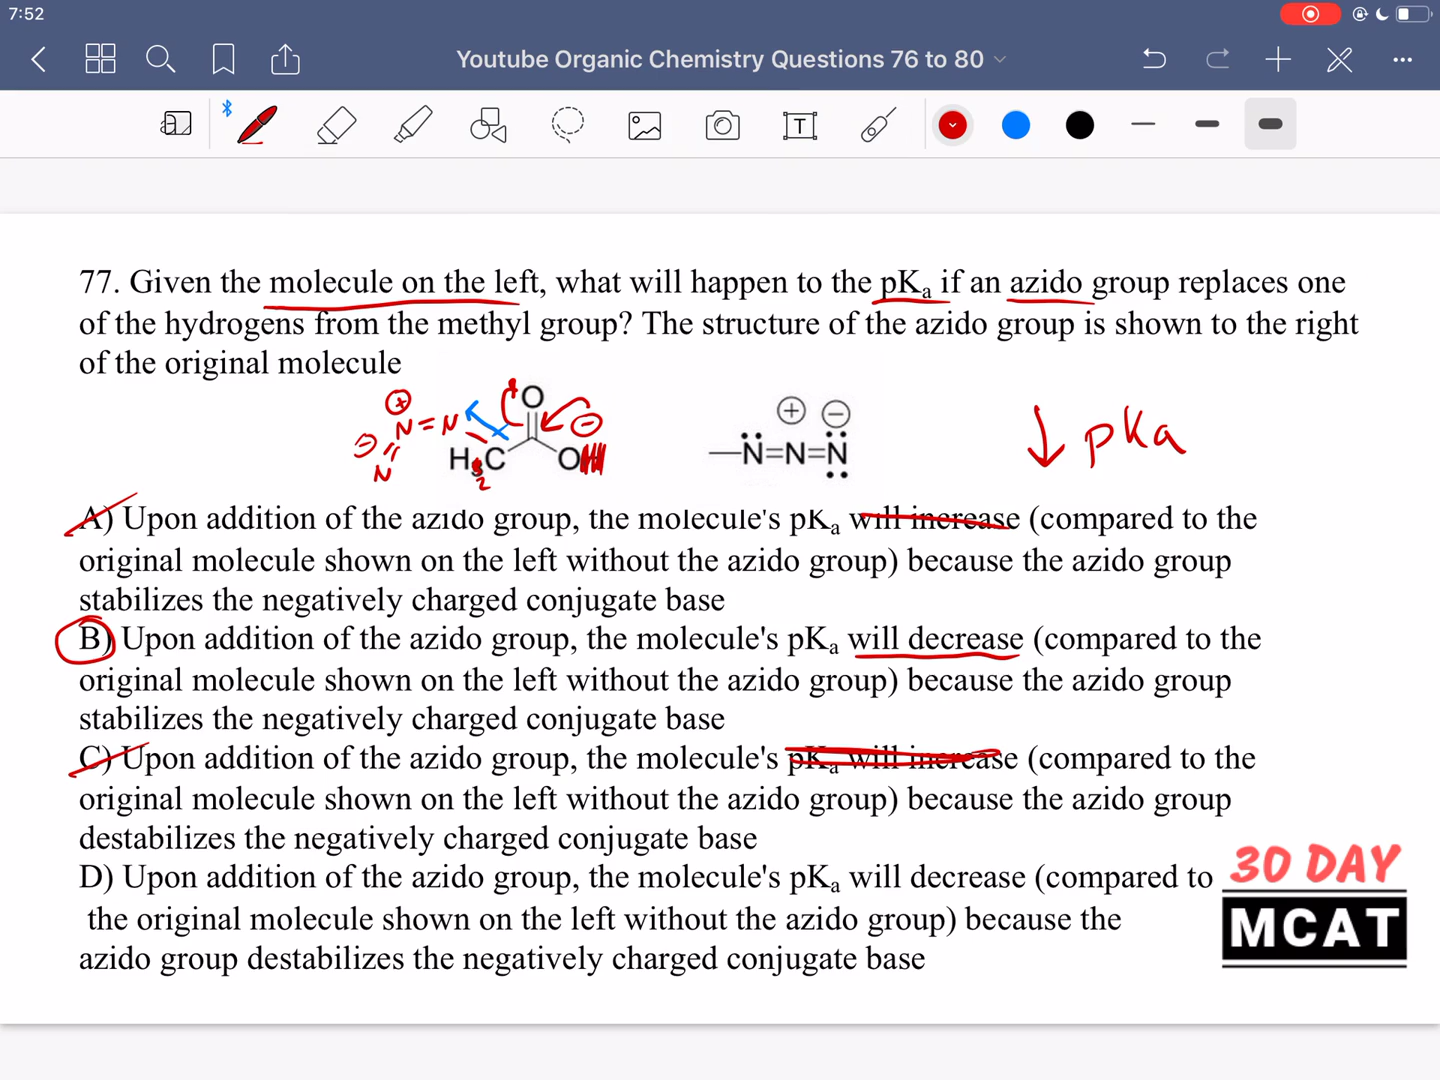 7:52
Youtube Organic Chemistry Questions 76 to 80
77. Given the molecule on the left, what will happen to the pKa if an azido group replaces one
of the hydrogens from the methyl group? The structure of the azido group is shown to the right
of the original molecule
⊕ N=N ⊖ N
H3C O O ⊖
2
⊕ ⊖
—N=N=N
↓ pKa
A) Upon addition of the azido group, the molecule's pKa will increase (compared to the
original molecule shown on the left without the azido group) because the azido group
stabilizes the negatively charged conjugate base
B) Upon addition of the azido group, the molecule's pKa will decrease (compared to the
original molecule shown on the left without the azido group) because the azido group
stabilizes the negatively charged conjugate base
C) Upon addition of the azido group, the molecule's pKa will increase (compared to the
original molecule shown on the left without the azido group) because the azido group
destabilizes the negatively charged conjugate base
D) Upon addition of the azido group, the molecule's pKa will decrease (compared to
the original molecule shown on the left without the azido group) because the
azido group destabilizes the negatively charged conjugate base
30 DAY
MCAT